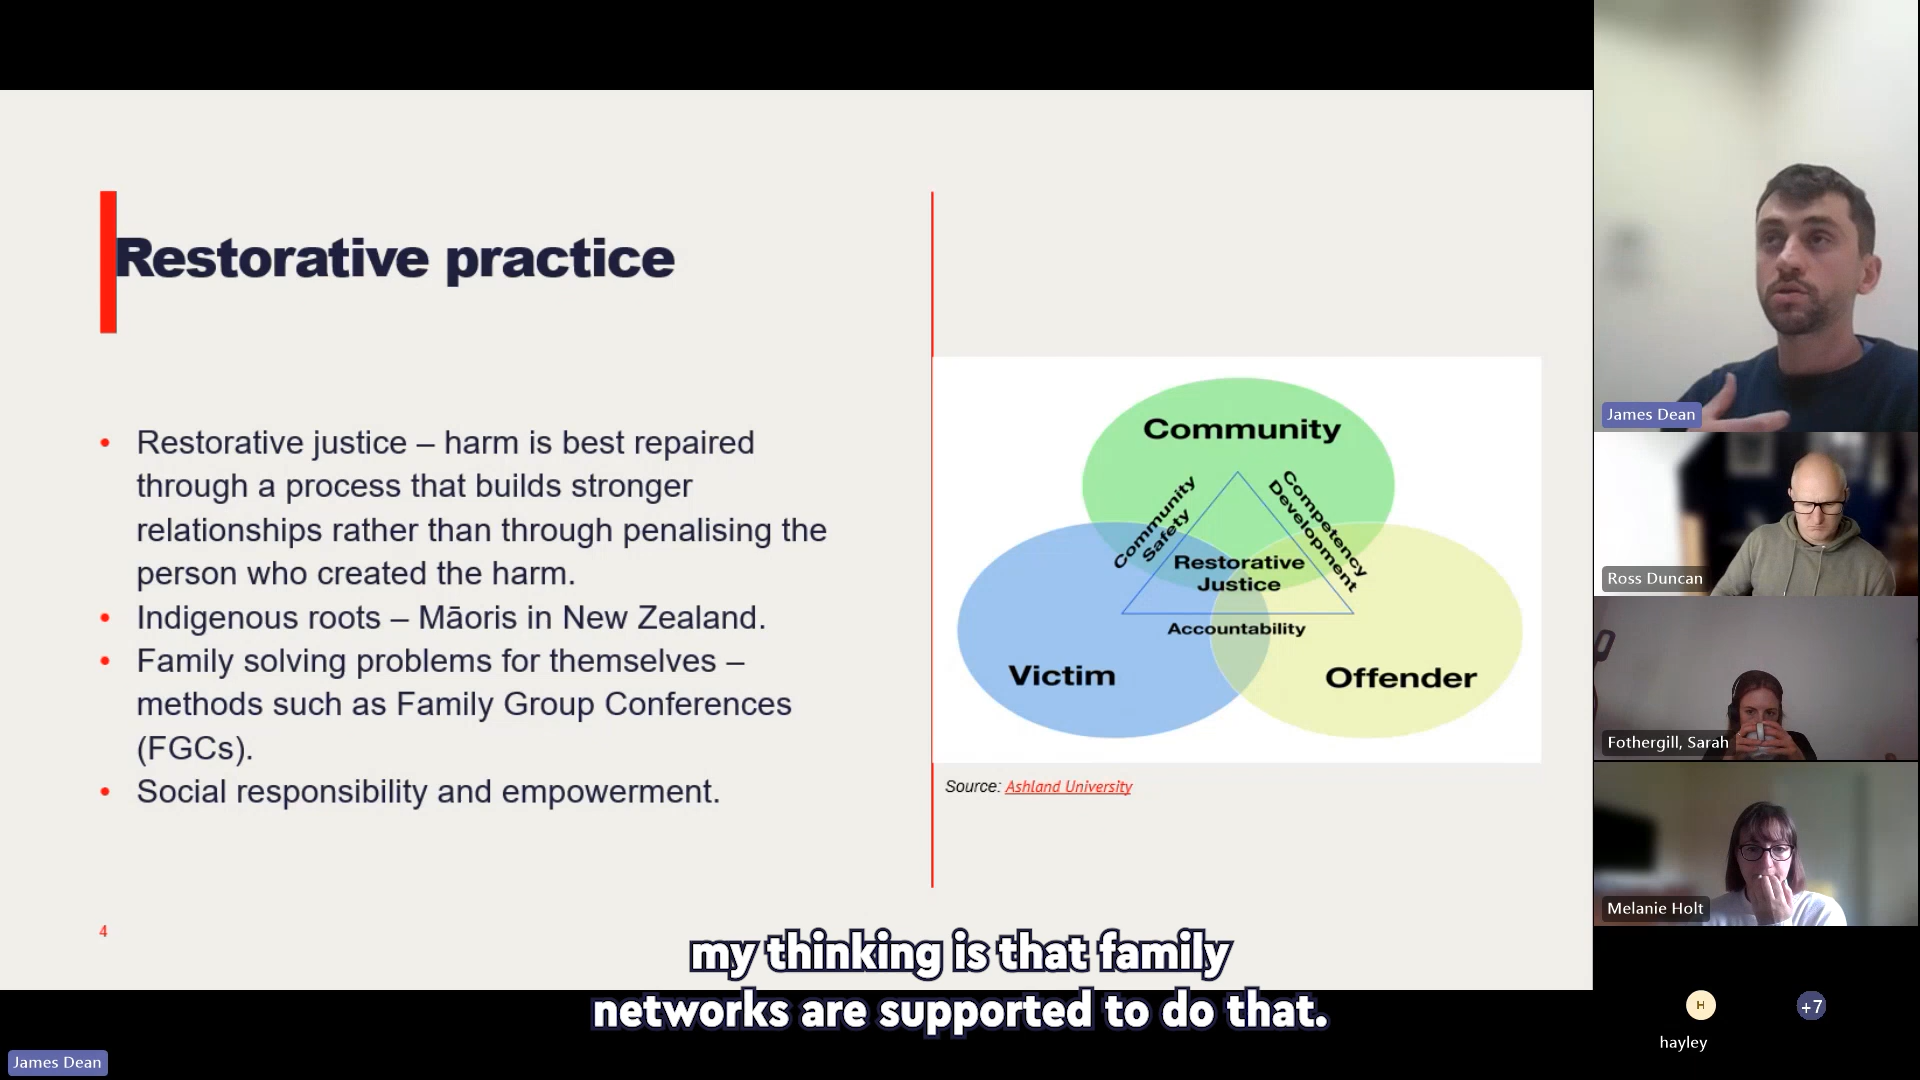 Restorative practice
• Restorative justice – harm is best repaired
through a process that builds stronger
relationships rather than through penalising the
person who created the harm.
• Indigenous roots – Māoris in New Zealand.
• Family solving problems for themselves –
methods such as Family Group Conferences
(FGCs).
• Social responsibility and empowerment.
4
Community
Community
Safety
Competency
Development
Restorative
Justice
Accountability
Victim
Offender
Source: Ashland University
my thinking is that family
networks are supported to do that.
James Dean
James Dean
Ross Duncan
Fothergill, Sarah
Melanie Holt
H
hayley
+7